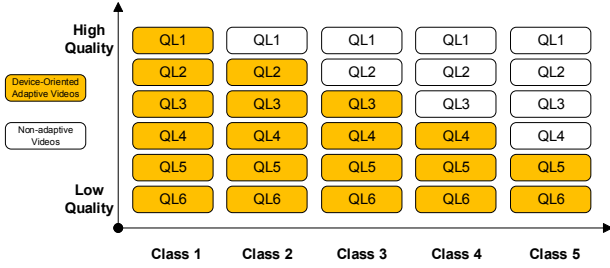 High
Quality
QL1 QL1 QL1 QL1 QL1
QL2 QL2 QL2 QL2 QL2
Device-Oriented
Adaptive Videos
QL3 QL3 QL3 QL3 QL3
Non-adaptive
Videos
QL4 QL4 QL4 QL4 QL4
QL5 QL5 QL5 QL5 QL5
Low
Quality
QL6 QL6 QL6 QL6 QL6
Class 1 Class 2 Class 3 Class 4 Class 5